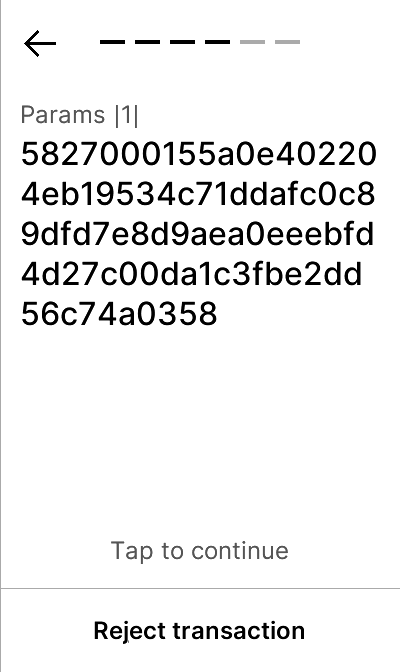 Params |1|
5827000155a0e40220
4eb19534c71ddafc0c8
9dfd7e8d9aea0eeebfd
4d27c00da1c3fbe2dd
56c74a0358
Tap to continue
Reject transaction